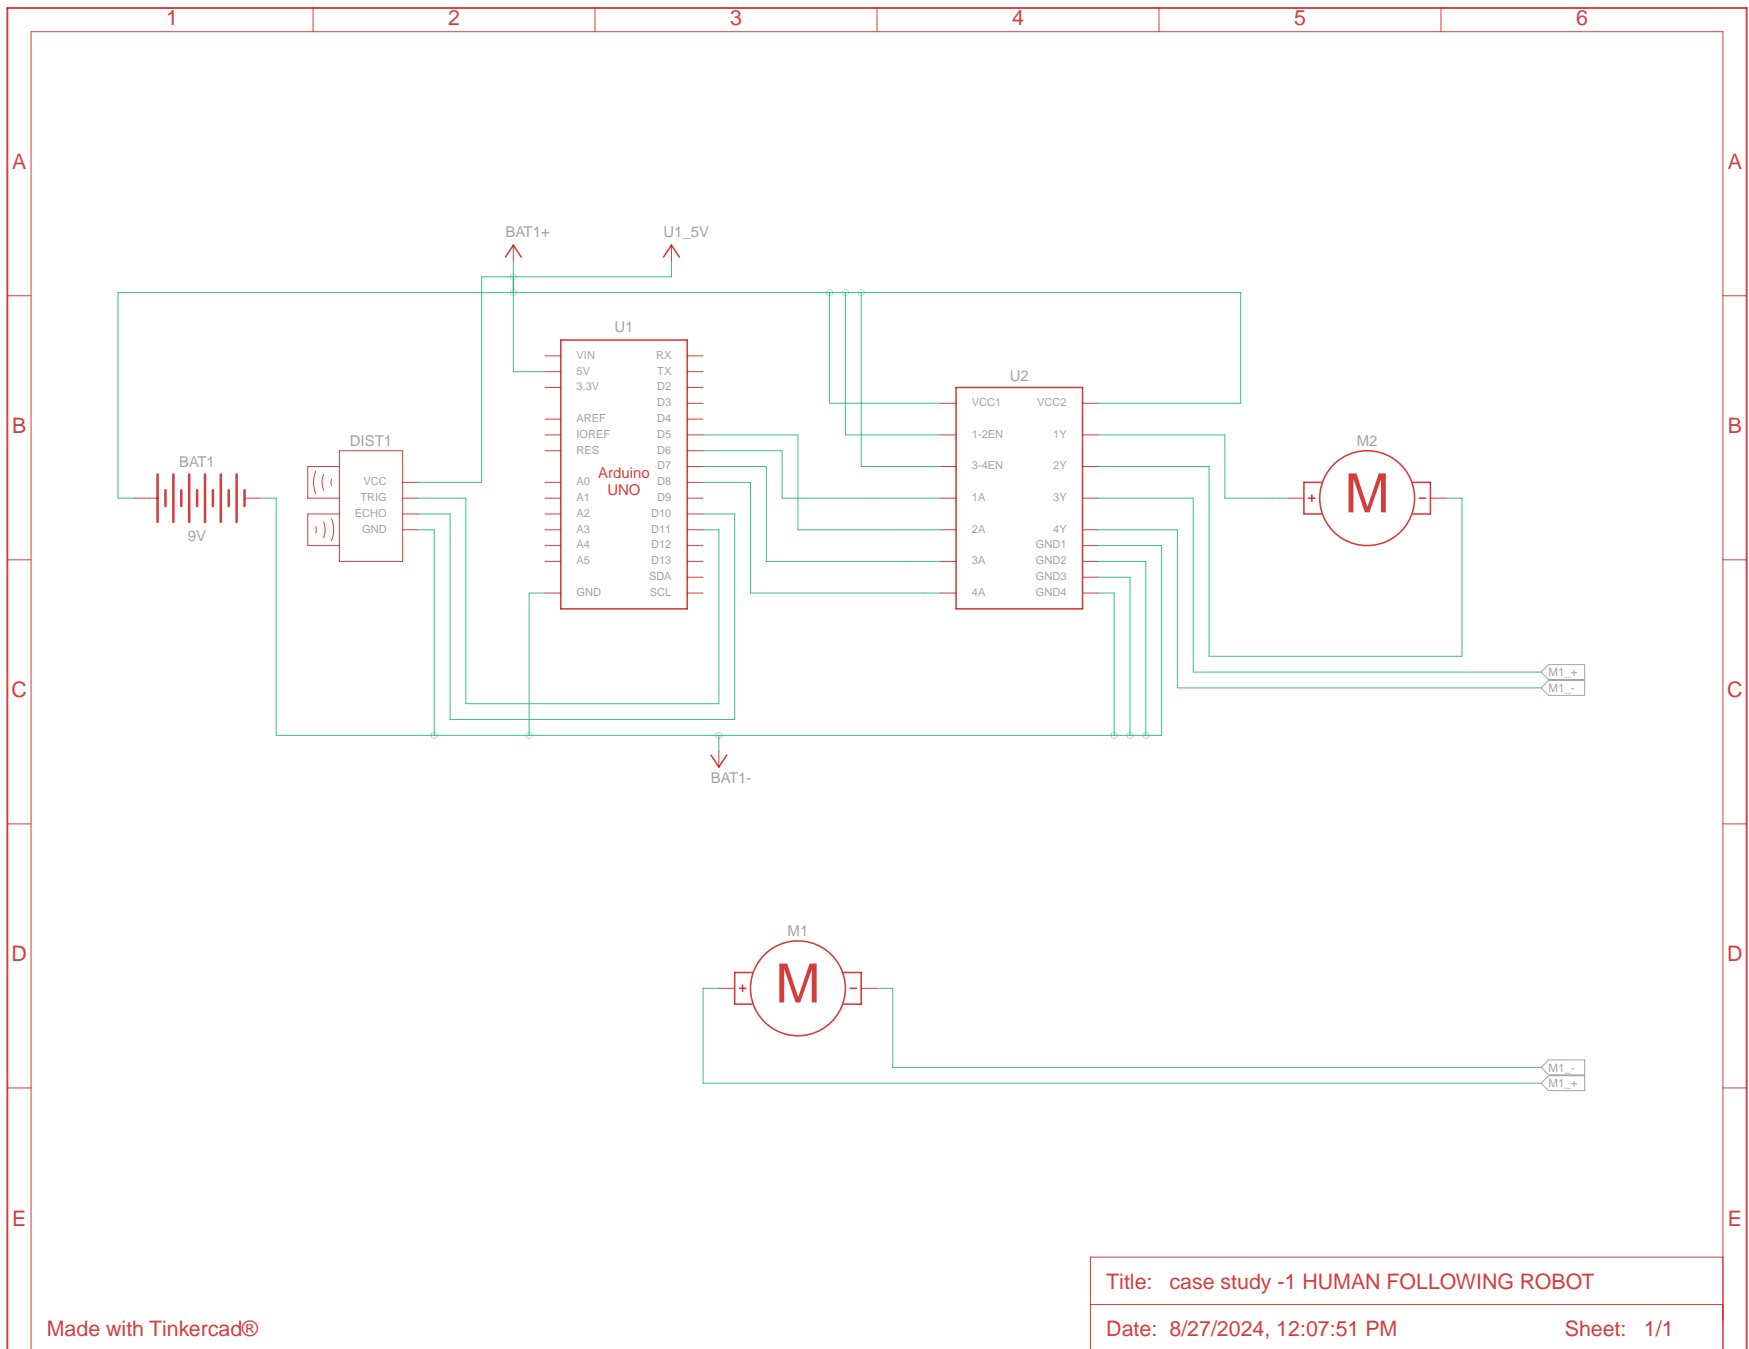 1 2 3 4 5 6
A A
BAT1+ U1_5V
U1
VIN RX
5V TX
3.3V D2
D3
AREF D4
IOREF D5
RES D6
D7
A0 D8
A1 D9
A2 D10
A3 D11
A4 D12
A5 D13
SDA
GND SCL
Arduino
UNO
U2
VCC1 VCC2
1-2EN 1Y
3-4EN 2Y
1A 3Y
2A 4Y
GND1
3A GND2
GND3
4A GND4
B B
DIST1
VCC
TRIG
ECHO
GND
BAT1
9V
M2
+ M -
C C
M1_+
M1_-
BAT1-
D D
M1
+ M -
M1_-
M1_+
E E
Title: case study -1 HUMAN FOLLOWING ROBOT
Made with Tinkercad®
Date: 8/27/2024, 12:07:51 PM Sheet: 1/1